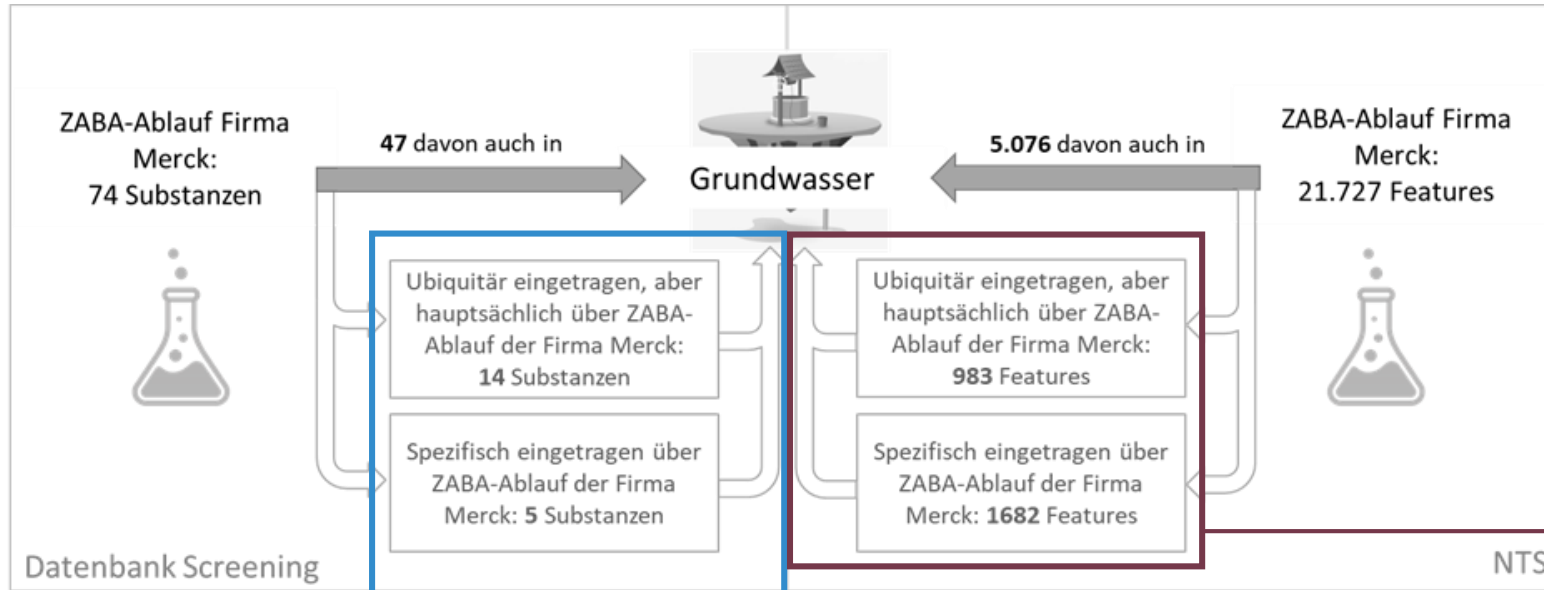 ZABA-Ablauf Firma
Merck:
74 Substanzen
47 davon auch in
Grundwasser
5.076 davon auch in
ZABA-Ablauf Firma
Merck:
21.727 Features
Ubiquitär eingetragen, aber
hauptsächlich über ZABA-
Ablauf der Firma Merck:
14 Substanzen
Spezifisch eingetragen über
ZABA-Ablauf der Firma
Merck: 5 Substanzen
Ubiquitär eingetragen, aber
hauptsächlich über ZABA-
Ablauf der Firma Merck:
983 Features
Spezifisch eingetragen über
ZABA-Ablauf der Firma
Merck: 1682 Features
Datenbank Screening
NTS